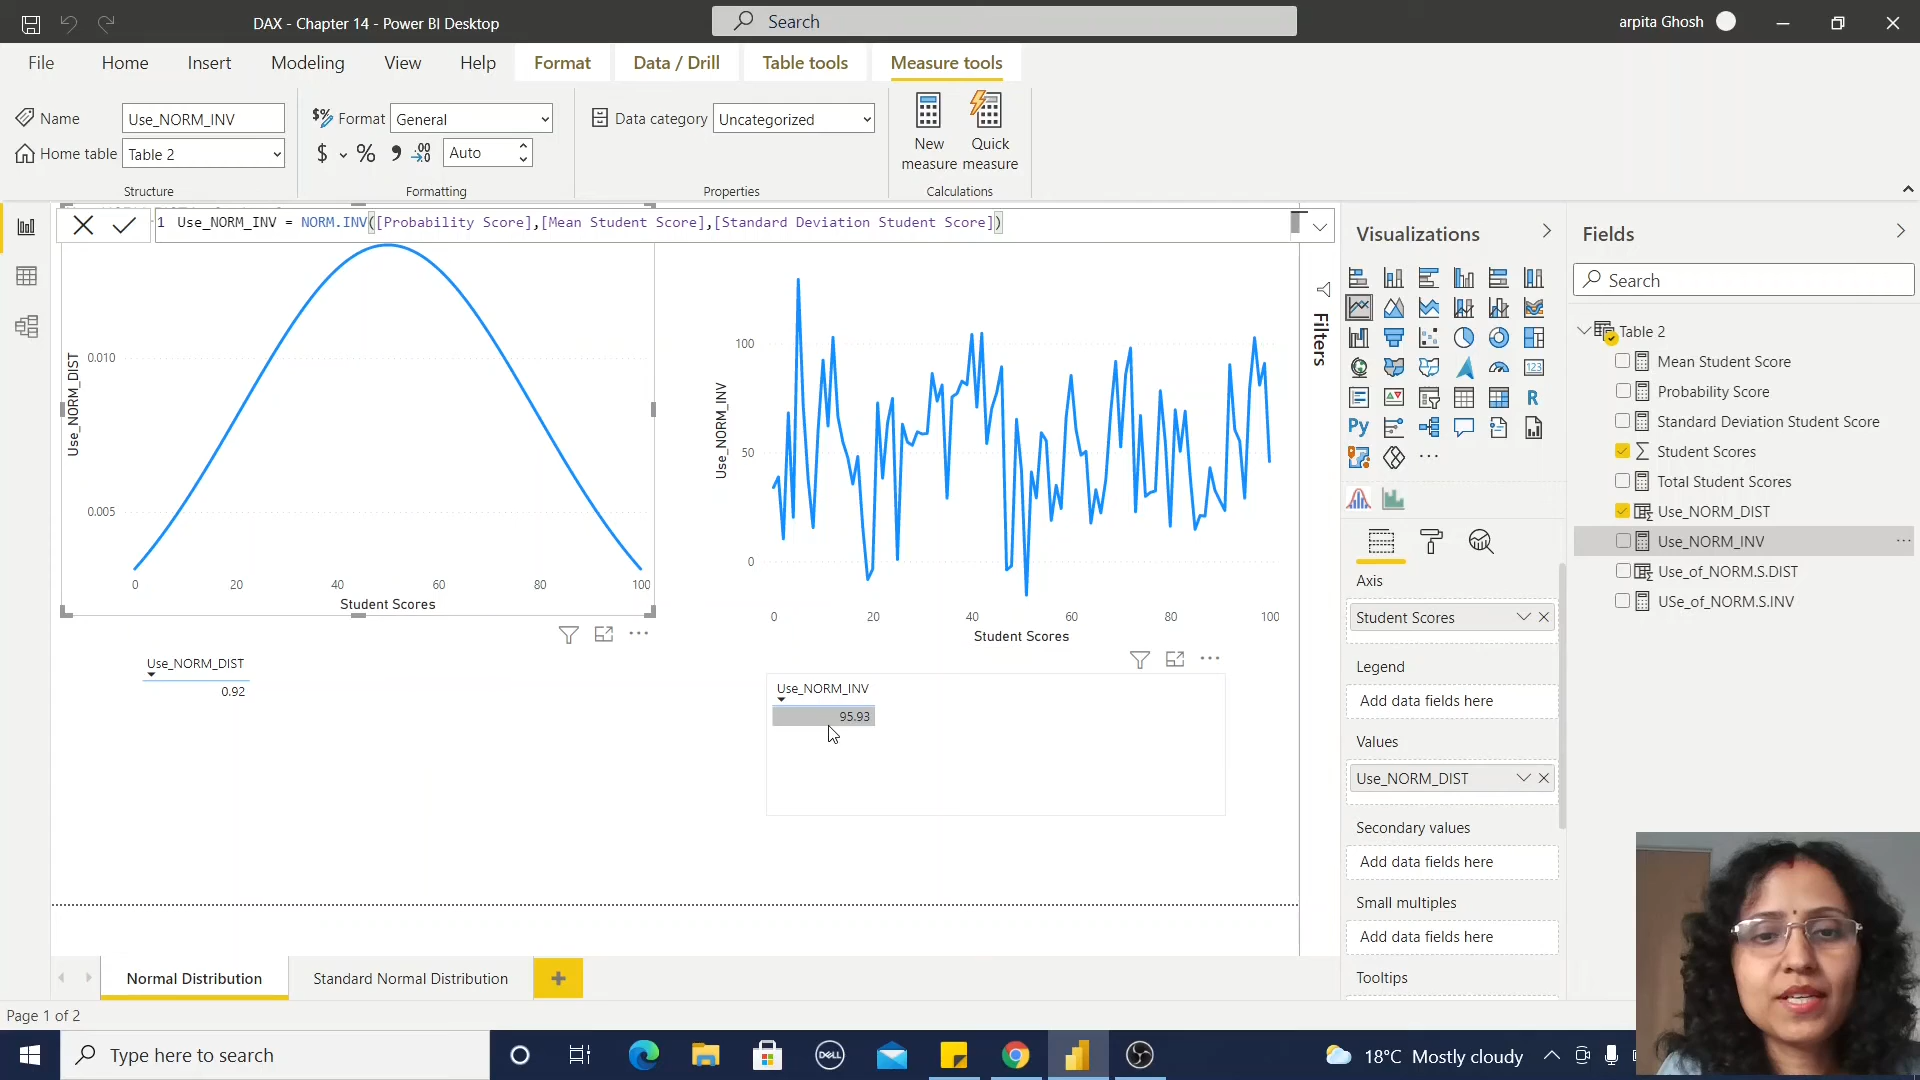 DAX - Chapter 14 - Power BI Desktop
Search
arpita Ghosh
File Home Insert Modeling View Help Format Data / Drill Table tools Measure tools
Name Use_NORM_INV
Home table Table 2
Structure
$% Format General
$ % , .00 Auto
Formatting
Data category Uncategorized
Properties
New measure
Quick measure
Calculations
1 Use_NORM_INV = NORM.INV([Probability Score],[Mean Student Score],[Standard Deviation Student Score])
Use_NORM_DIST
0.010
0.005
0 20 40 60 80 100
Student Scores
Use_NORM_DIST
0.92
Use_NORM_INV
100
50
0
0 20 40 60 80 100
Student Scores
Use_NORM_INV
95.93
Filters
Visualizations
123
R
Py
Axis
Student Scores
Legend
Add data fields here
Values
Use_NORM_DIST
Secondary values
Add data fields here
Small multiples
Add data fields here
Tooltips
Fields
Search
Table 2
Mean Student Score
Probability Score
Standard Deviation Student Score
Student Scores
Total Student Scores
Use_NORM_DIST
Use_NORM_INV
Use_of_NORM.S.DIST
USe_of_NORM.S.INV
Normal Distribution
Standard Normal Distribution
+
Page 1 of 2
Type here to search
DELL
18°C Mostly cloudy